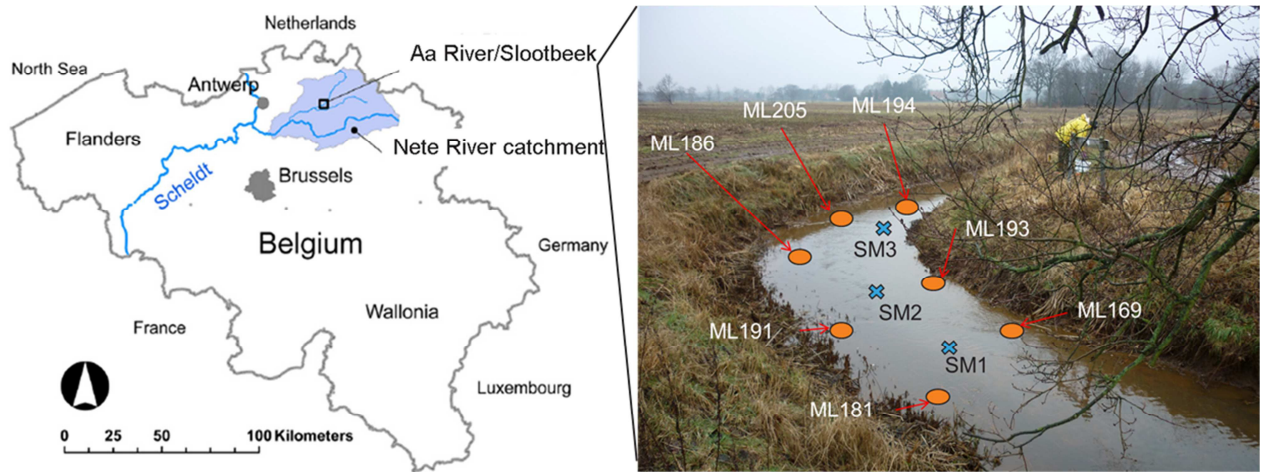 Netherlands
North Sea
Aa River/Slootbeek
Antwerp
Flanders
Nete River catchment
Scheldt
Brussels
Belgium
Germany
Wallonia
France
Luxembourg
0 25 50 100 Kilometers
ML205
ML194
ML186
ML193
SM3
SM2
ML169
ML191
SM1
ML181